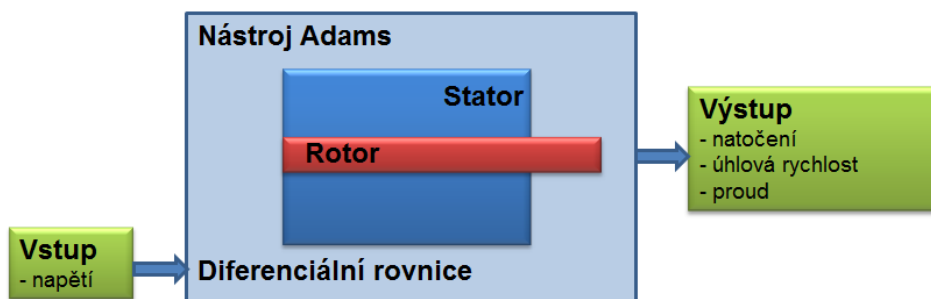 Nástroj Adams
Stator
Rotor
Diferenciální rovnice
Vstup
- napětí
Výstup
- natočení
- úhlová rychlost
- proud